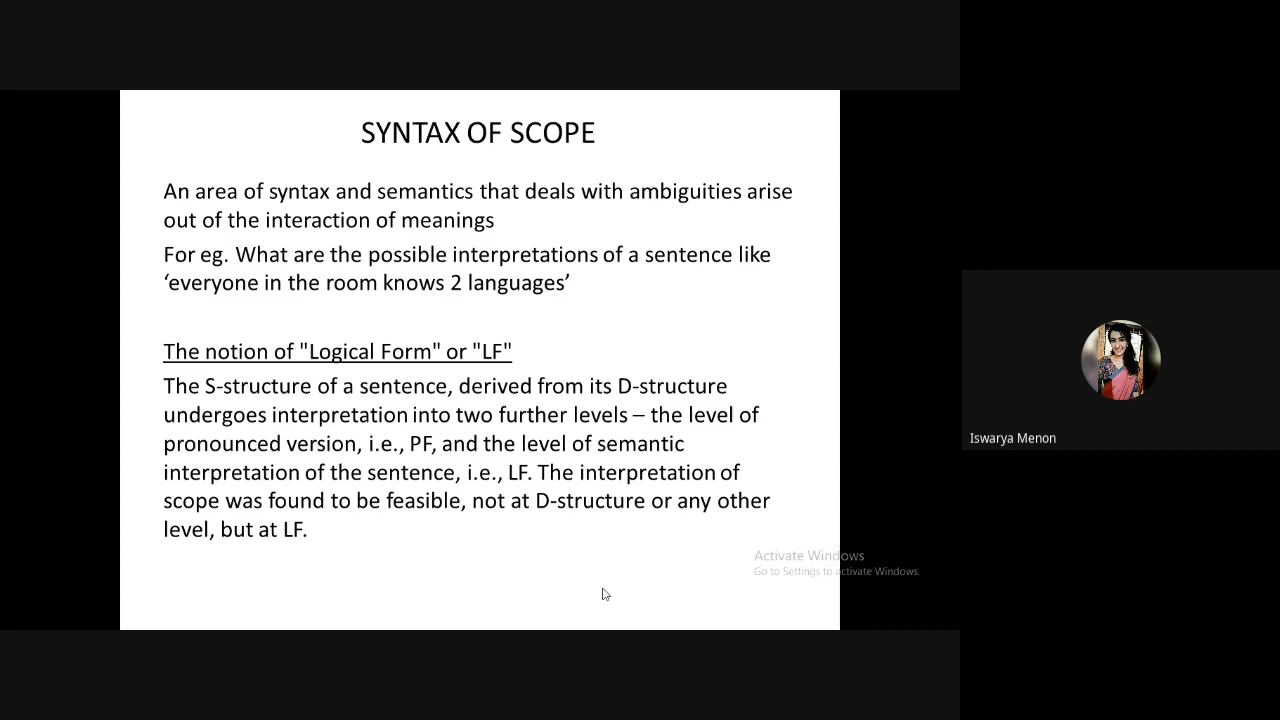 SYNTAX OF SCOPE
An area of syntax and semantics that deals with ambiguities arise
out of the interaction of meanings
For eg. What are the possible interpretations of a sentence like
‘everyone in the room knows 2 languages’
The notion of "Logical Form" or "LF"
The S-structure of a sentence, derived from its D-structure
undergoes interpretation into two further levels – the level of
pronounced version, i.e., PF, and the level of semantic
interpretation of the sentence, i.e., LF. The interpretation of
scope was found to be feasible, not at D-structure or any other
level, but at LF.
Activate Windows
Go to Settings to activate Windows.
Iswarya Menon